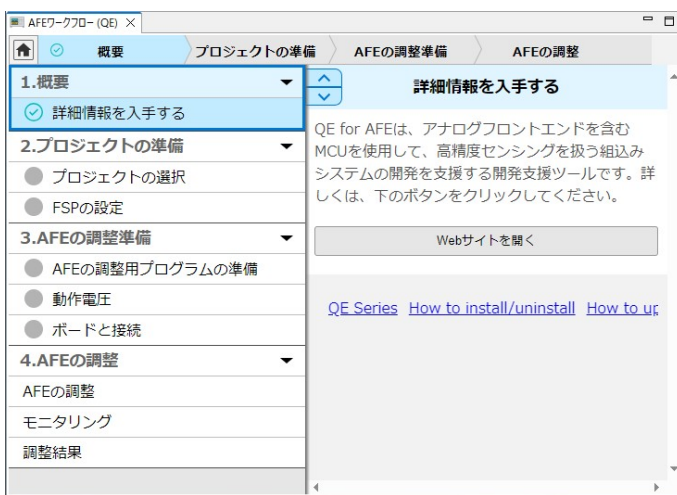 AFEワークフロー (QE)
概要
プロジェクトの準備
AFEの調整準備
AFEの調整
1.概要
詳細情報を入手する
2.プロジェクトの準備
プロジェクトの選択
FSPの設定
3.AFEの調整準備
AFEの調整用プログラムの準備
動作電圧
ボードと接続
4.AFEの調整
AFEの調整
モニタリング
調整結果
詳細情報を入手する
QE for AFEは、アナログフロントエンドを含む
MCUを使用して、高精度センシングを扱う組込み
システムの開発を支援する開発支援ツールです。詳
しくは、下のボタンをクリックしてください。
Webサイトを開く
QE Series How to install/uninstall How to